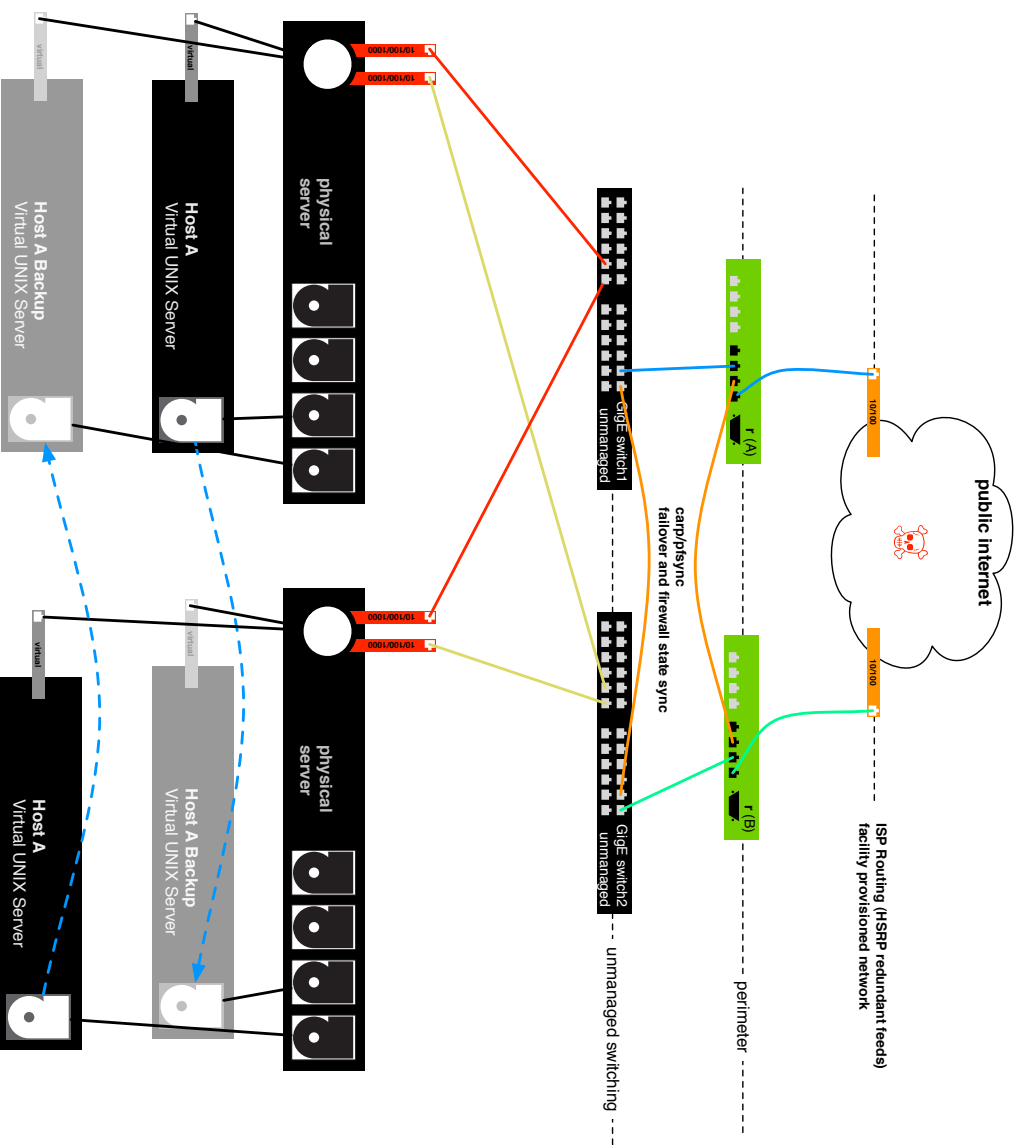 public internet
10/100
10/100
ISP Routing (HSRP redundant feeds)
facility provisioned network
r (A)
r (B)
perimeter
carp/pfsync
failover and firewall state sync
GigE switch1
unmanaged
GigE switch2
unmanaged
unmanaged switching
10/100/1000
10/100/1000
10/100/1000
10/100/1000
physical
server
physical
server
virtual
Host A
Virtual UNIX Server
virtual
Host A Backup
Virtual UNIX Server
virtual
Host A Backup
Virtual UNIX Server
virtual
Host A
Virtual UNIX Server